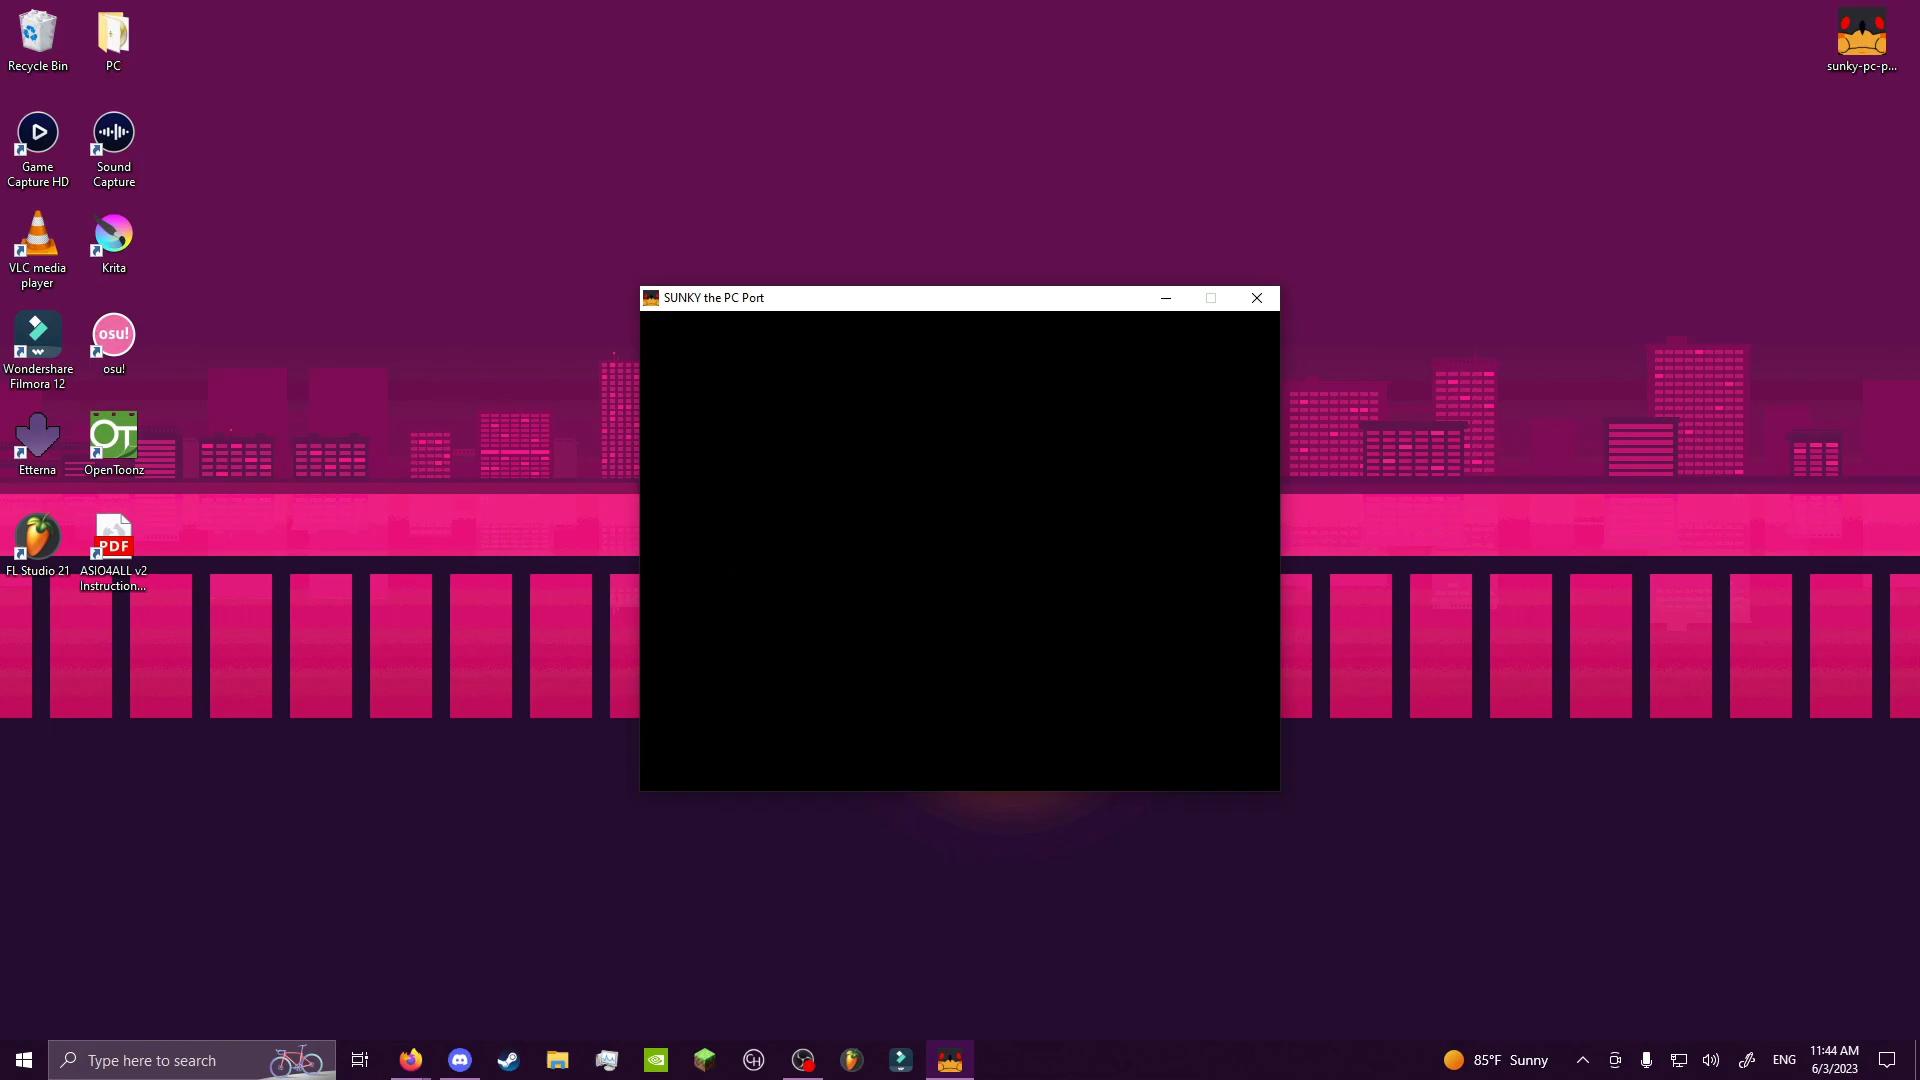 Recycle Bin
PC
sunky-pc-p...
Game
Capture HD
Sound
Capture
VLC media
player
Krita
Wondershare
Filmora 12
osu!
osu!
Etterna
OT
OpenToonz
FL Studio 21
PDF
ASIO4ALL v2
Instruction...
SUNKY the PC Port
Type here to search
CH
85°F Sunny
ENG
11:44 AM
6/3/2023